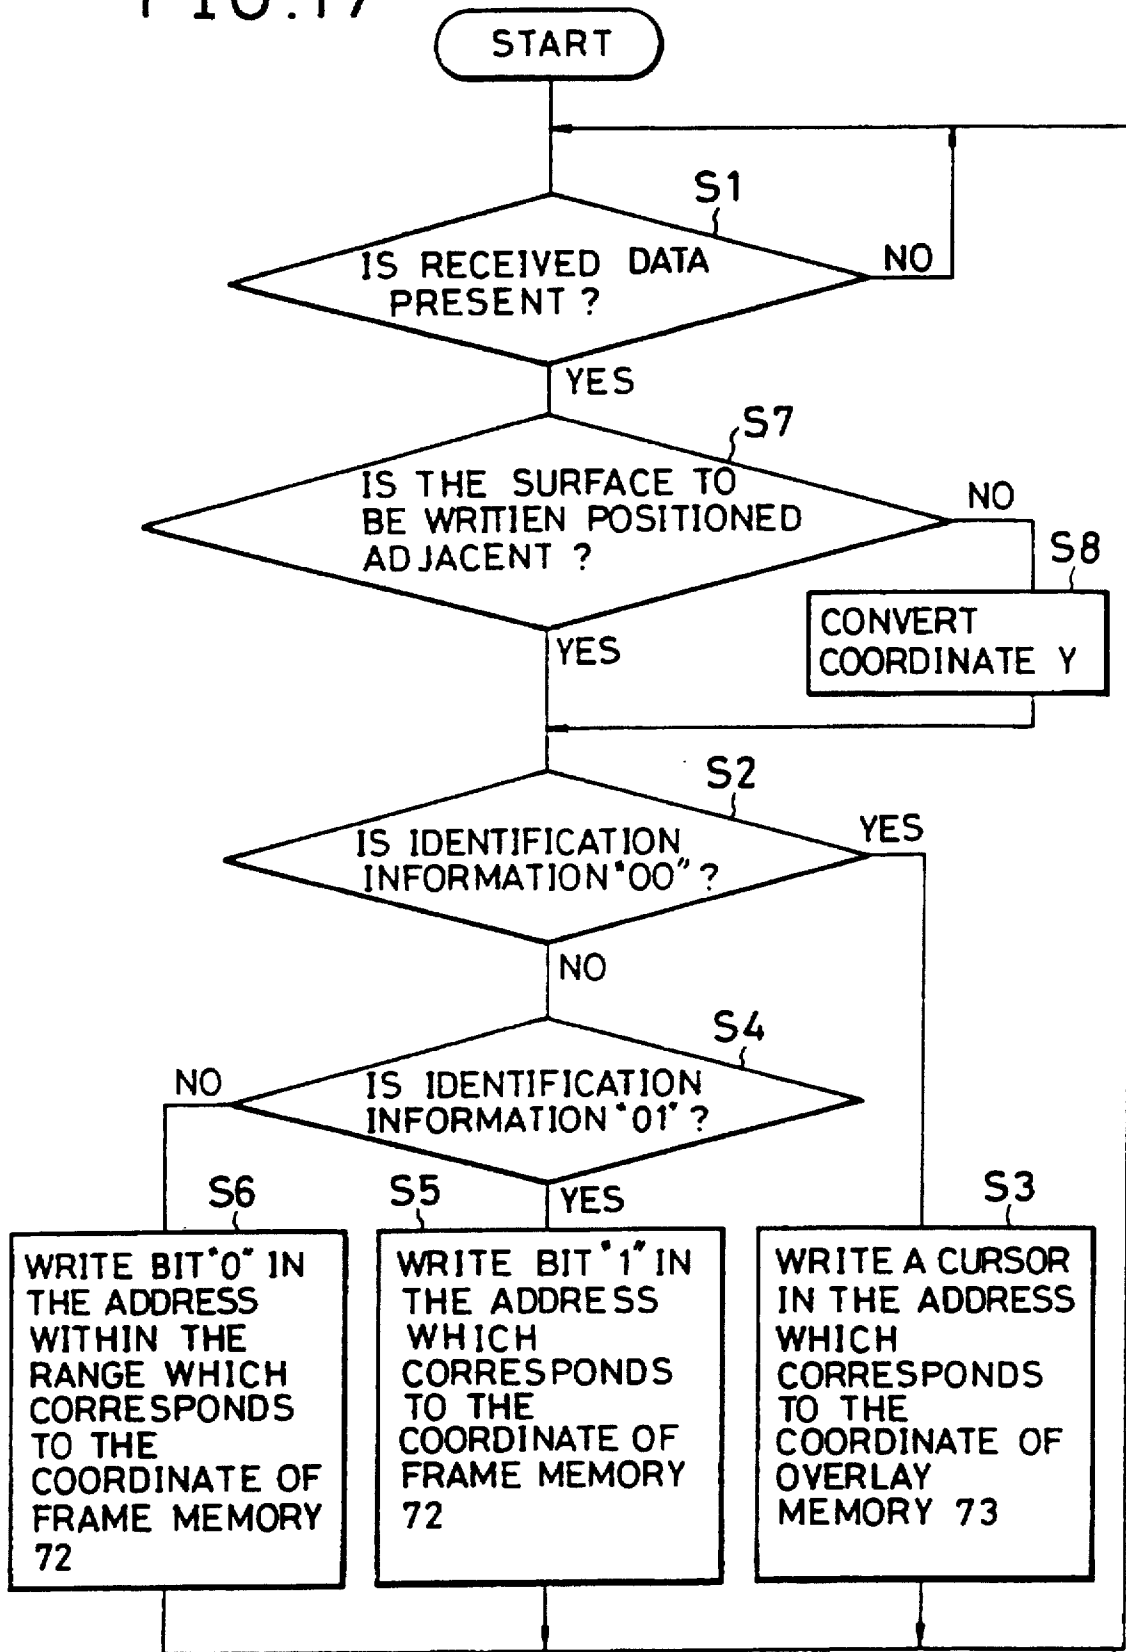 FIG.17
START
S1
IS RECEIVED DATA
PRESENT ?
NO
YES
S7
IS THE SURFACE TO
BE WRITIEN POSITIONED
ADJACENT ?
NO
S8
CONVERT
COORDINATE Y
YES
S2
IS IDENTIFICATION
INFORMATION "00" ?
YES
NO
S4
IS IDENTIFICATION
INFORMATION "01" ?
NO
YES
S6
WRITE BIT "0" IN
THE ADDRESS
WITHIN THE
RANGE WHICH
CORRESPONDS
TO THE
COORDINATE OF
FRAME MEMORY
72
S5
WRITE BIT "1" IN
THE ADDRESS
WHICH
CORRESPONDS
TO THE
COORDINATE OF
FRAME MEMORY
72
S3
WRITE A CURSOR
IN THE ADDRESS
WHICH
CORRESPONDS
TO THE
COORDINATE OF
OVERLAY
MEMORY 73